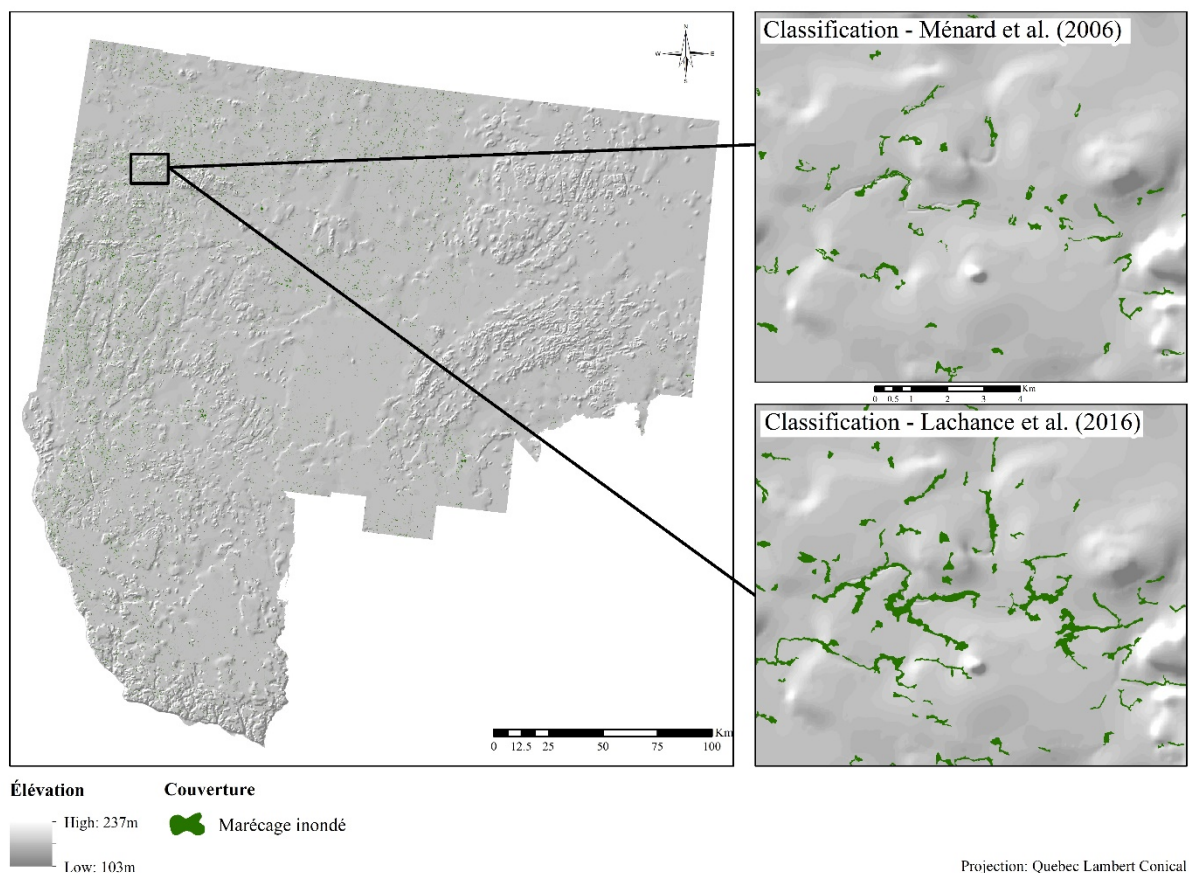 N
W E
S
0 12.5 25 50 75 100
Km
Classification - Ménard et al. (2006)
0 0.5 1 2 3 4
Km
Classification - Lachance et al. (2016)
Élévation
High: 237m
Low: 103m
Couverture
Marécage inondé
Projection: Quebec Lambert Conical